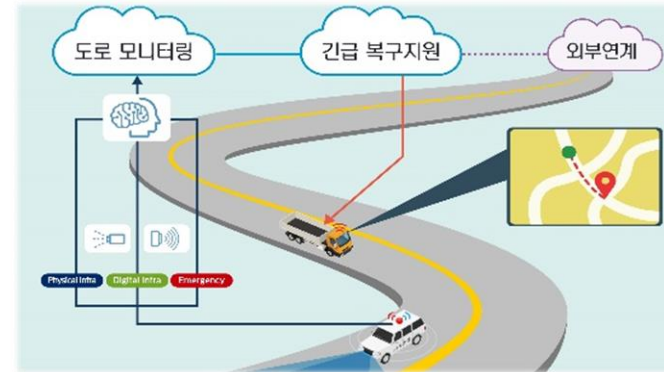 도로 모니터링
긴급 복구지원
외부연계
Physical Infra
Digital Infra
Emergency